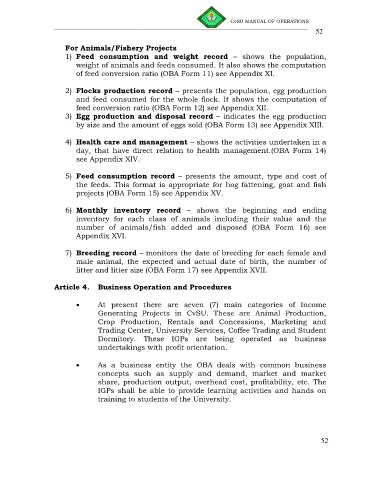 CvSU MANUAL OF OPERATIONS
52
For Animals/Fishery Projects
1) Feed consumption and weight record – shows the population,
weight of animals and feeds consumed. It also shows the computation
of feed conversion ratio (OBA Form 11) see Appendix XI.
2) Flocks production record – presents the population, egg production
and feed consumed for the whole flock. It shows the computation of
feed conversion ratio (OBA Form 12) see Appendix XII.
3) Egg production and disposal record – indicates the egg production
by size and the amount of eggs sold (OBA Form 13) see Appendix XIII.
4) Health care and management – shows the activities undertaken in a
day, that have direct relation to health management.(OBA Form 14)
see Appendix XIV.
5) Feed consumption record – presents the amount, type and cost of
the feeds. This format is appropriate for hog fattening, goat and fish
projects (OBA Form 15) see Appendix XV.
6) Monthly inventory record – shows the beginning and ending
inventory for each class of animals including their value and the
number of animals/fish added and disposed (OBA Form 16) see
Appendix XVI.
7) Breeding record – monitors the date of breeding for each female and
male animal, the expected and actual date of birth, the number of
litter and litter size (OBA Form 17) see Appendix XVII.
Article 4. Business Operation and Procedures
• At present there are seven (7) main categories of Income
Generating Projects in CvSU. These are Animal Production,
Crop Production, Rentals and Concessions, Marketing and
Trading Center, University Services, Coffee Trading and Student
Dormitory. These IGPs are being operated as business
undertakings with profit orientation.
• As a business entity the OBA deals with common business
concepts such as supply and demand, market and market
share, production output, overhead cost, profitability, etc. The
IGPs shall be able to provide learning activities and hands on
training to students of the University.
52